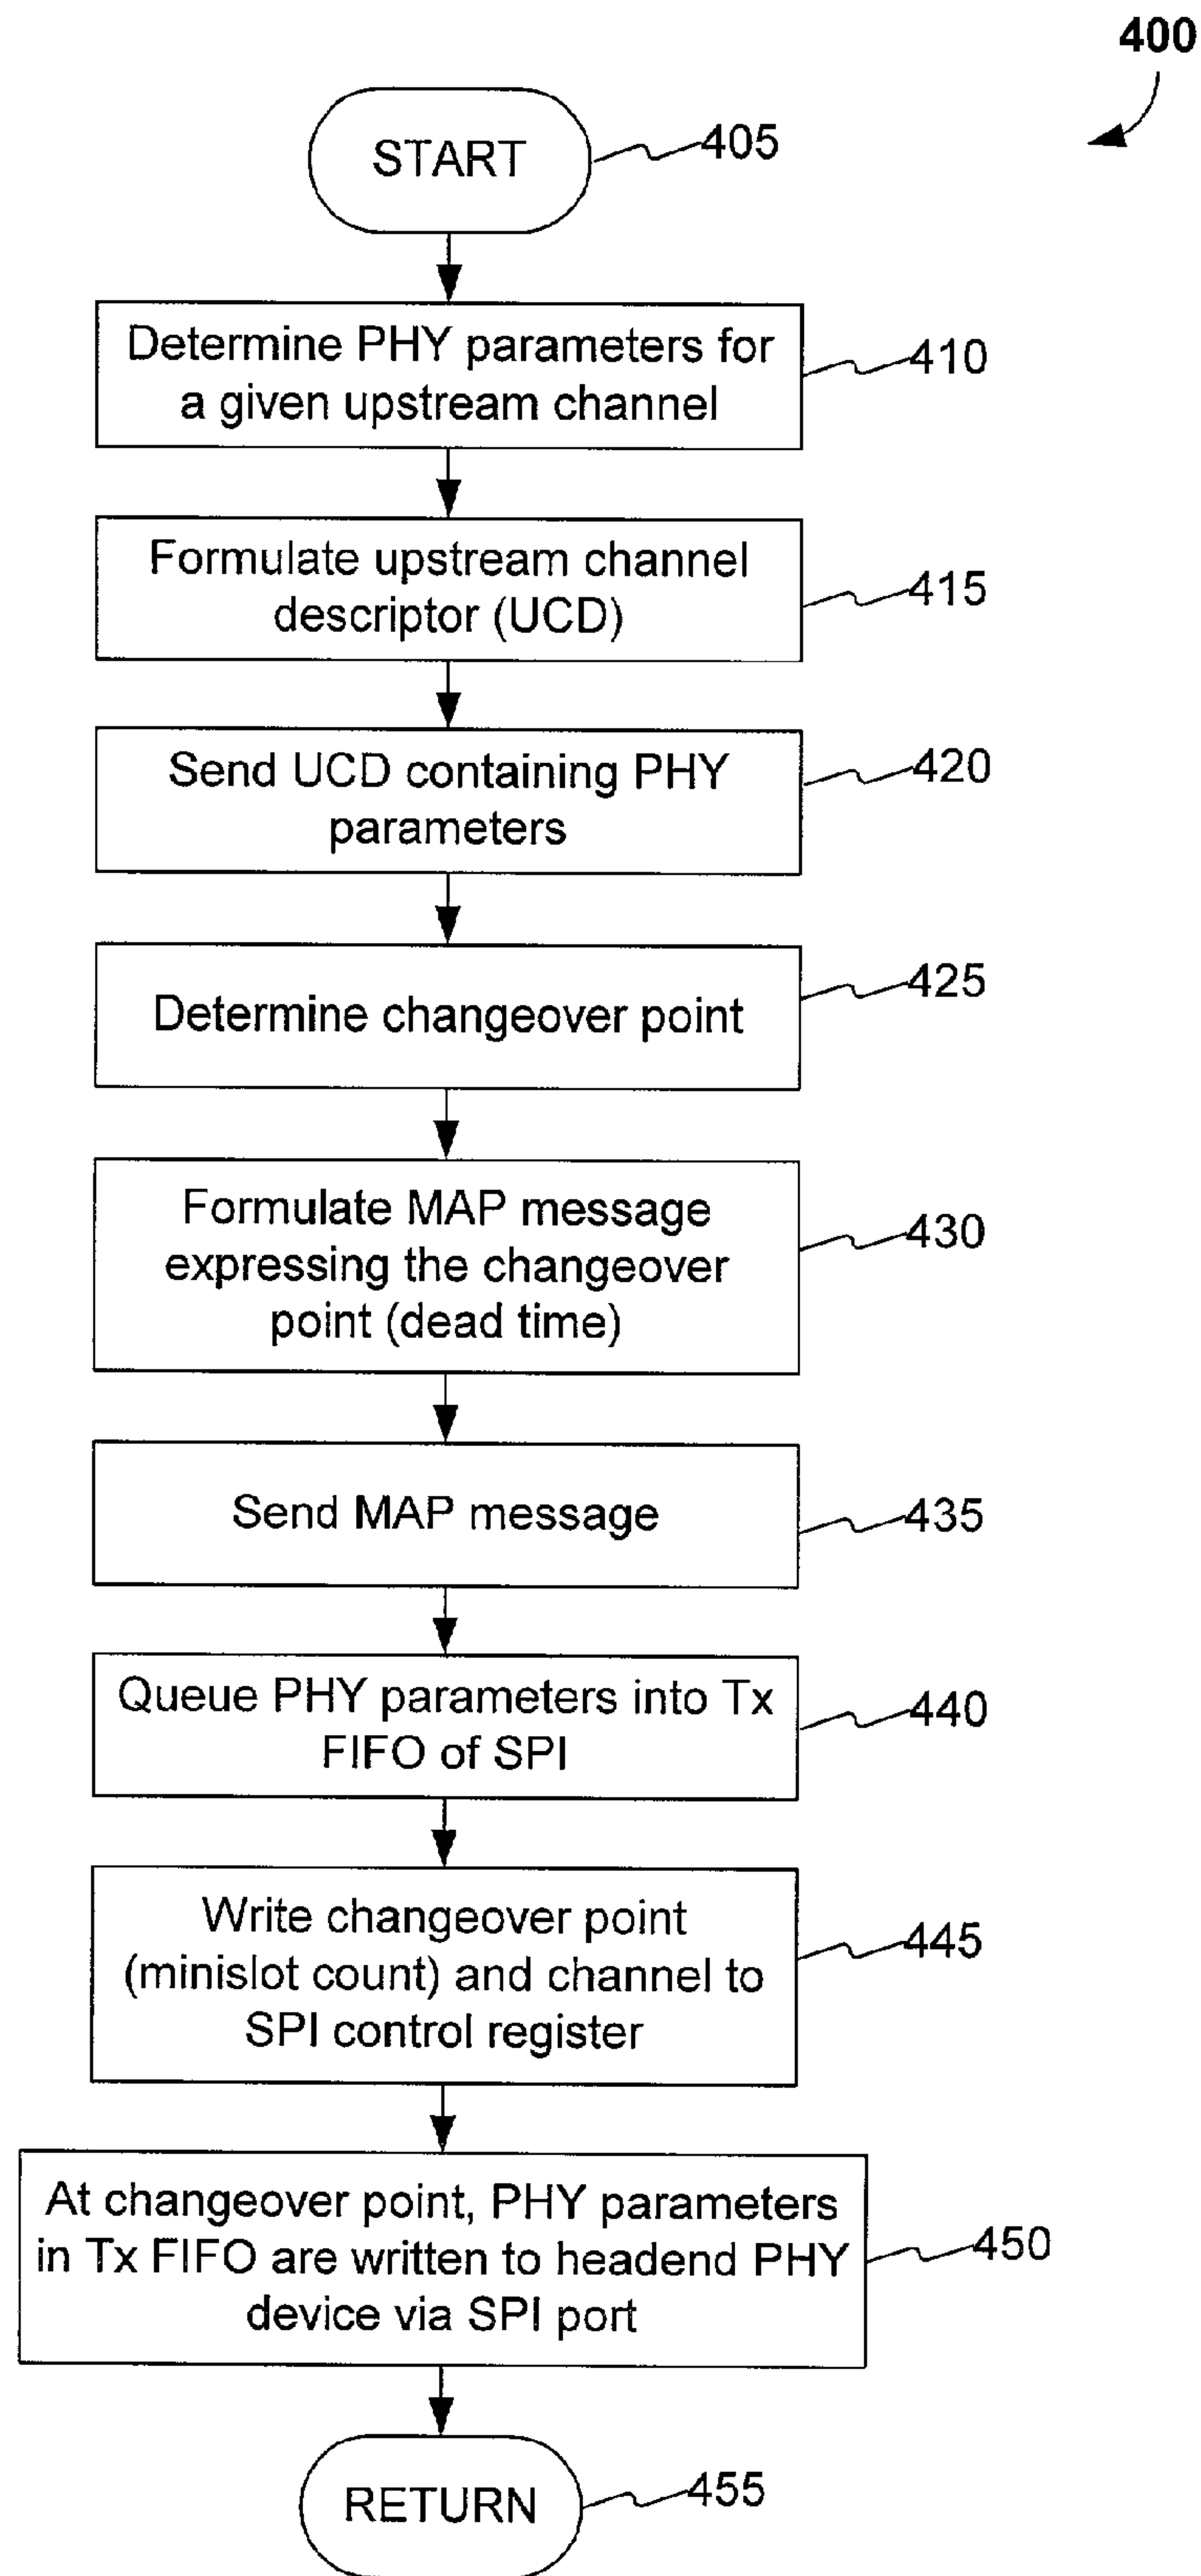 400
START
405
Determine PHY parameters for
a given upstream channel
410
Formulate upstream channel
descriptor (UCD)
415
Send UCD containing PHY
parameters
420
Determine changeover point
425
Formulate MAP message
expressing the changeover
point (dead time)
430
Send MAP message
435
Queue PHY parameters into Tx
FIFO of SPI
440
Write changeover point
(minislot count) and channel to
SPI control register
445
At changeover point, PHY parameters
in Tx FIFO are written to headend PHY
device via SPI port
450
RETURN
455